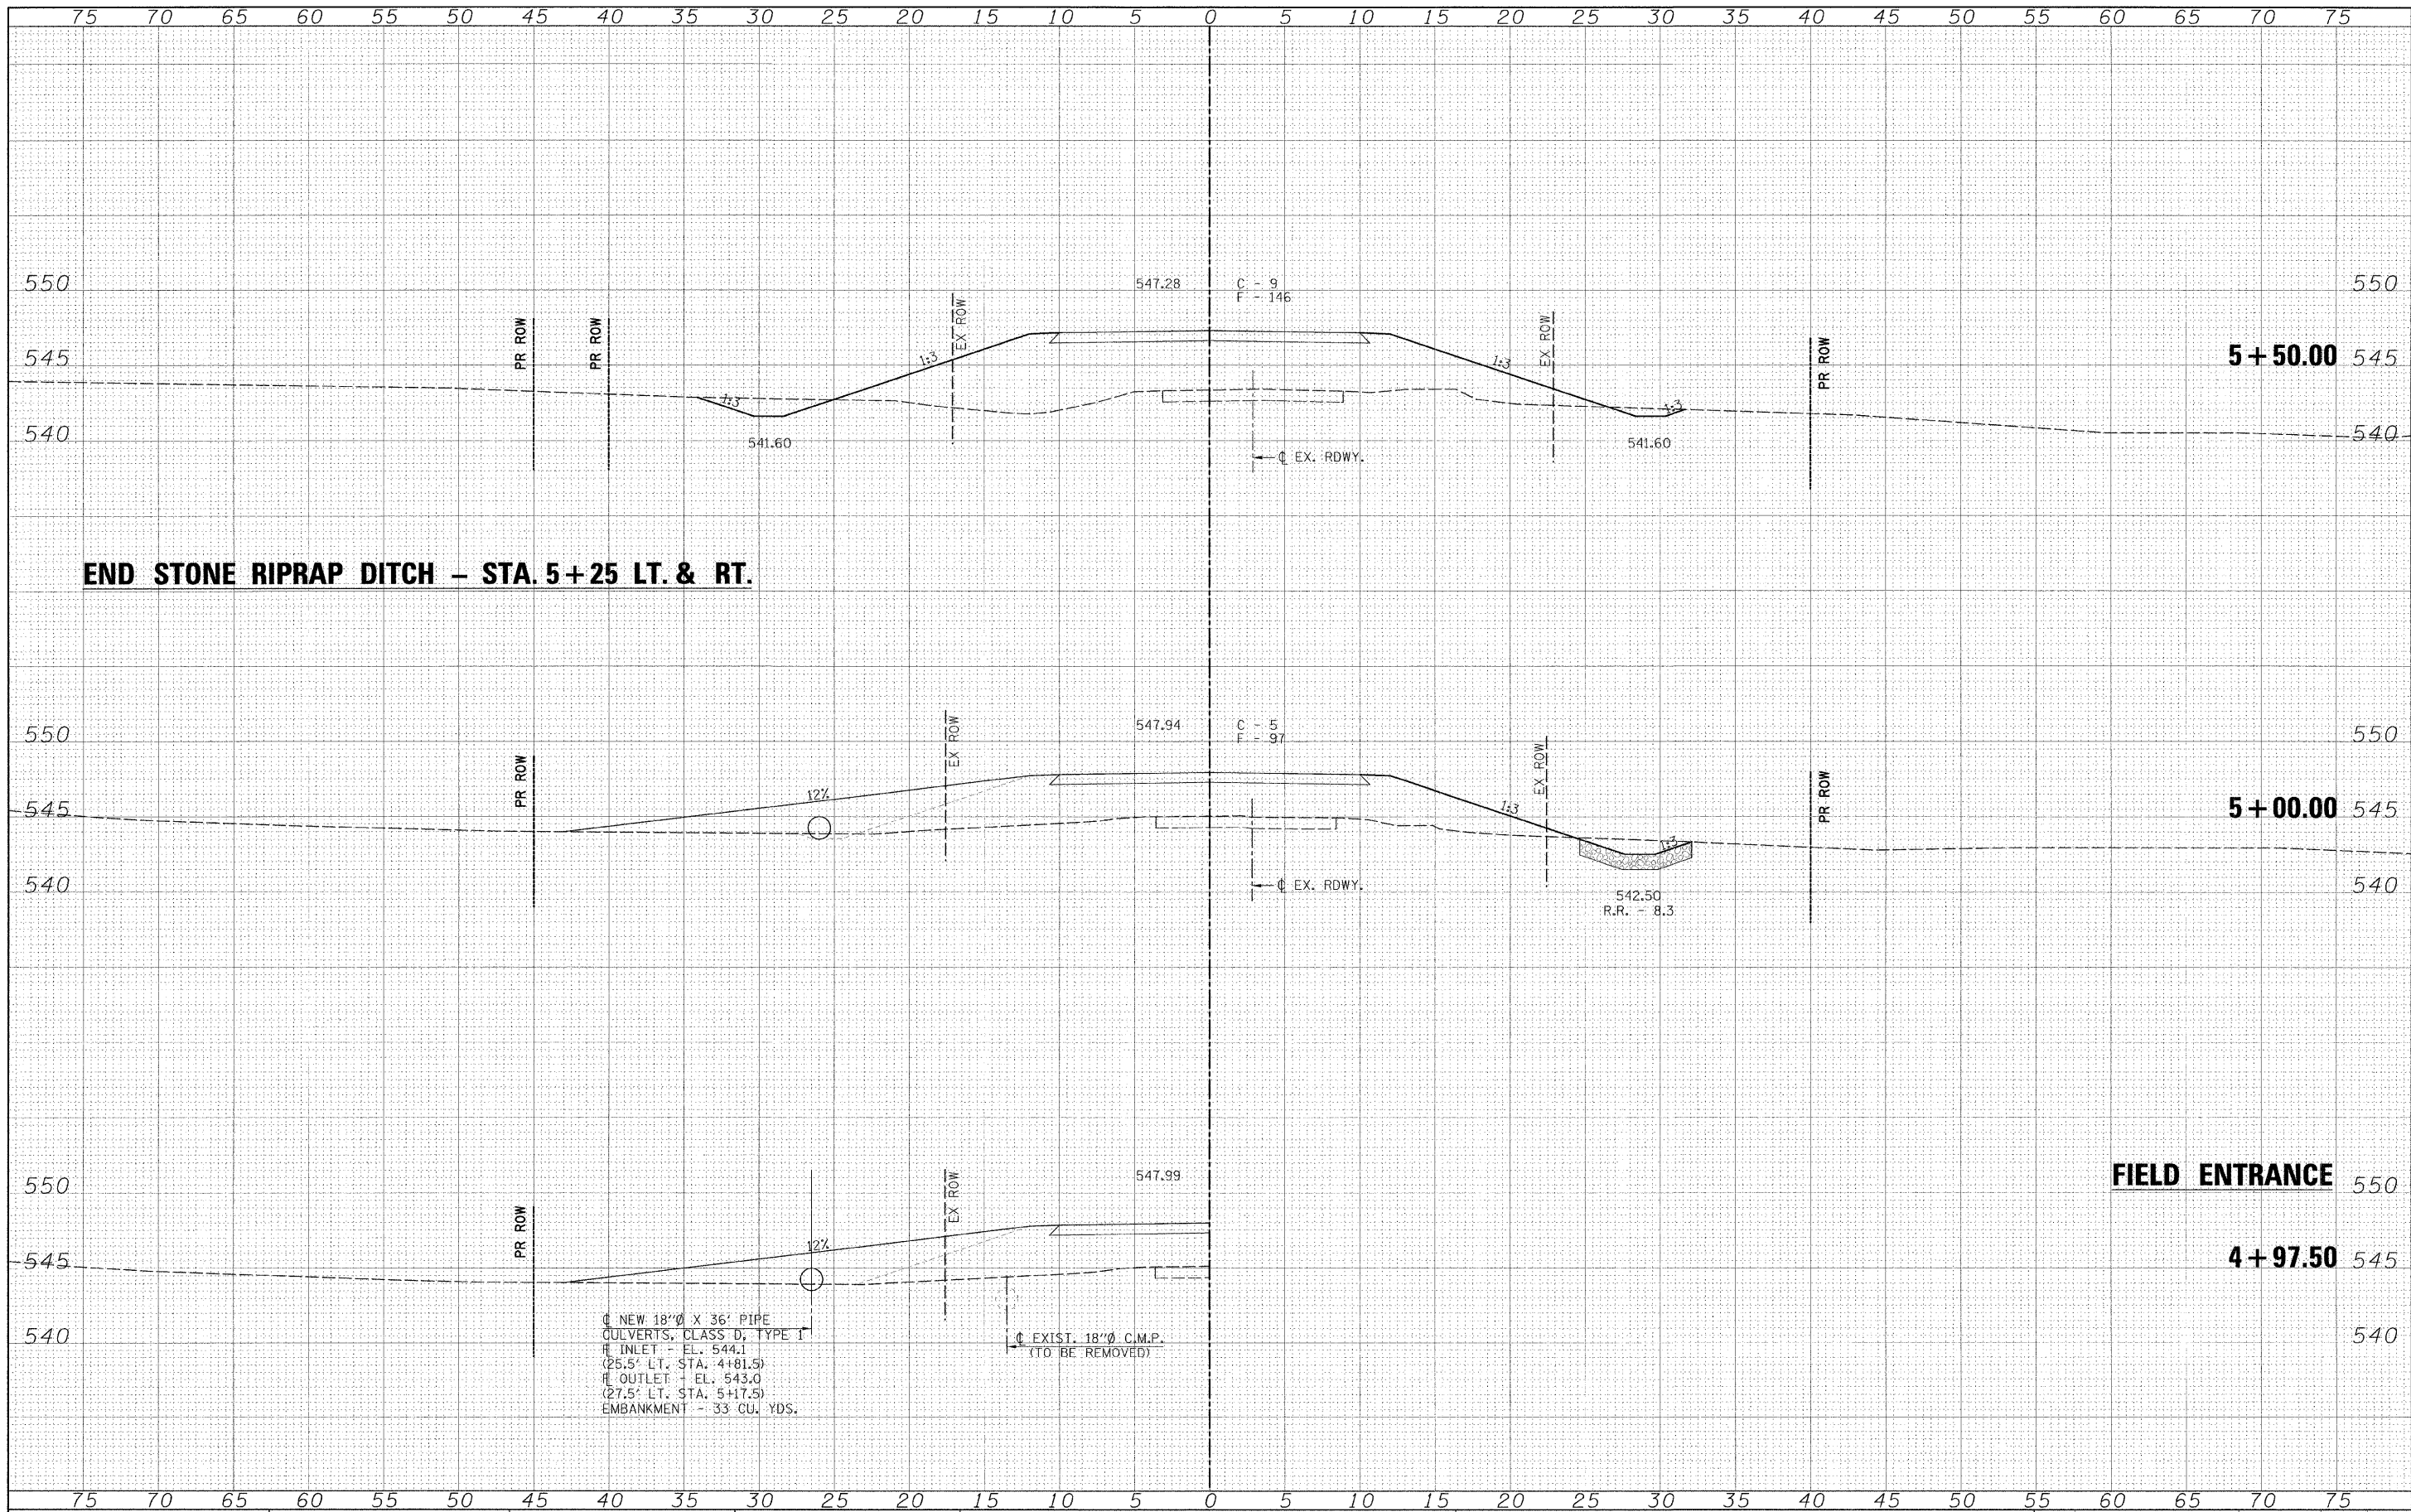 75 70 65 60 55 50 45 40 35 30 25 20 15 10 5 0 5 10 15 20 25 30 35 40 45 50 55 60 65 70 75
547.28
C - 9
F - 146
550
550
PR ROW
PR ROW
EX ROW
EX ROW
PR ROW
545
1:3
1:3
5+50.00
545
1:3
1:3
540
541.60
541.60
540
℄ EX. RDWY.
END STONE RIPRAP DITCH – STA. 5+25 LT. & RT.
547.94
C - 5
F - 97
550
550
PR ROW
EX ROW
EX ROW
PR ROW
545
12%
1:3
5+00.00
545
1:3
540
℄ EX. RDWY.
540
542.50
R.R. - 8.3
547.99
FIELD ENTRANCE
550
550
PR ROW
EX ROW
545
12%
4+97.50
545
540
540
℄ NEW 18"Ø X 36' PIPE
CULVERTS, CLASS D, TYPE 1
FL INLET - EL. 544.1
(25.5' LT. STA. 4+81.5)
FL OUTLET - EL. 543.0
(27.5' LT. STA. 5+17.5)
EMBANKMENT - 33 CU. YDS.
℄ EXIST. 18"Ø C.M.P.
(TO BE REMOVED)
75 70 65 60 55 50 45 40 35 30 25 20 15 10 5 0 5 10 15 20 25 30 35 40 45 50 55 60 65 70 75